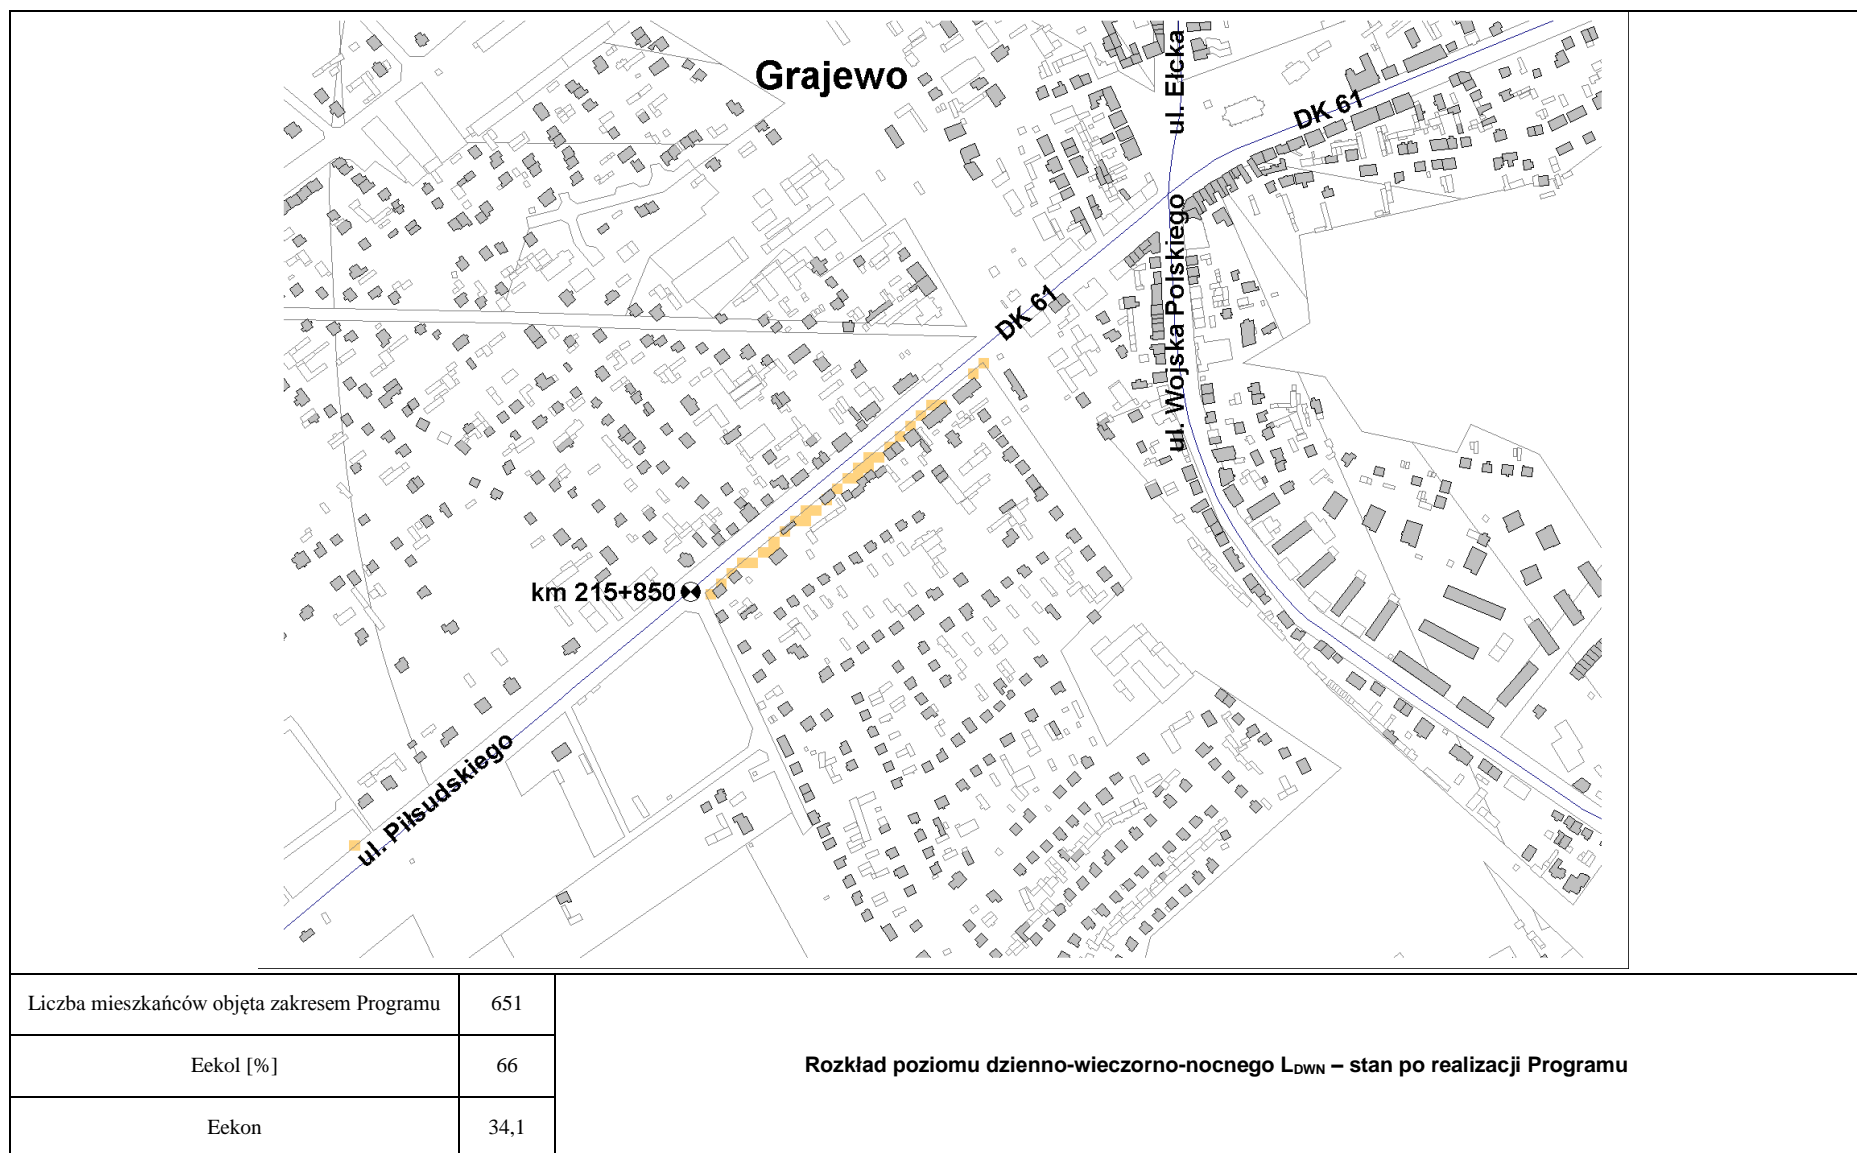 Grajewo
ul. Ełcka
DK 61
ul. Wojska Polskiego
DK 61
km 215+850
ul. Piłsudskiego
Liczba mieszkańców objęta zakresem Programu 651
Eekol [%] 66
Eekon 34,1
Rozkład poziomu dzienno-wieczorno-nocnego LDWN – stan po realizacji Programu